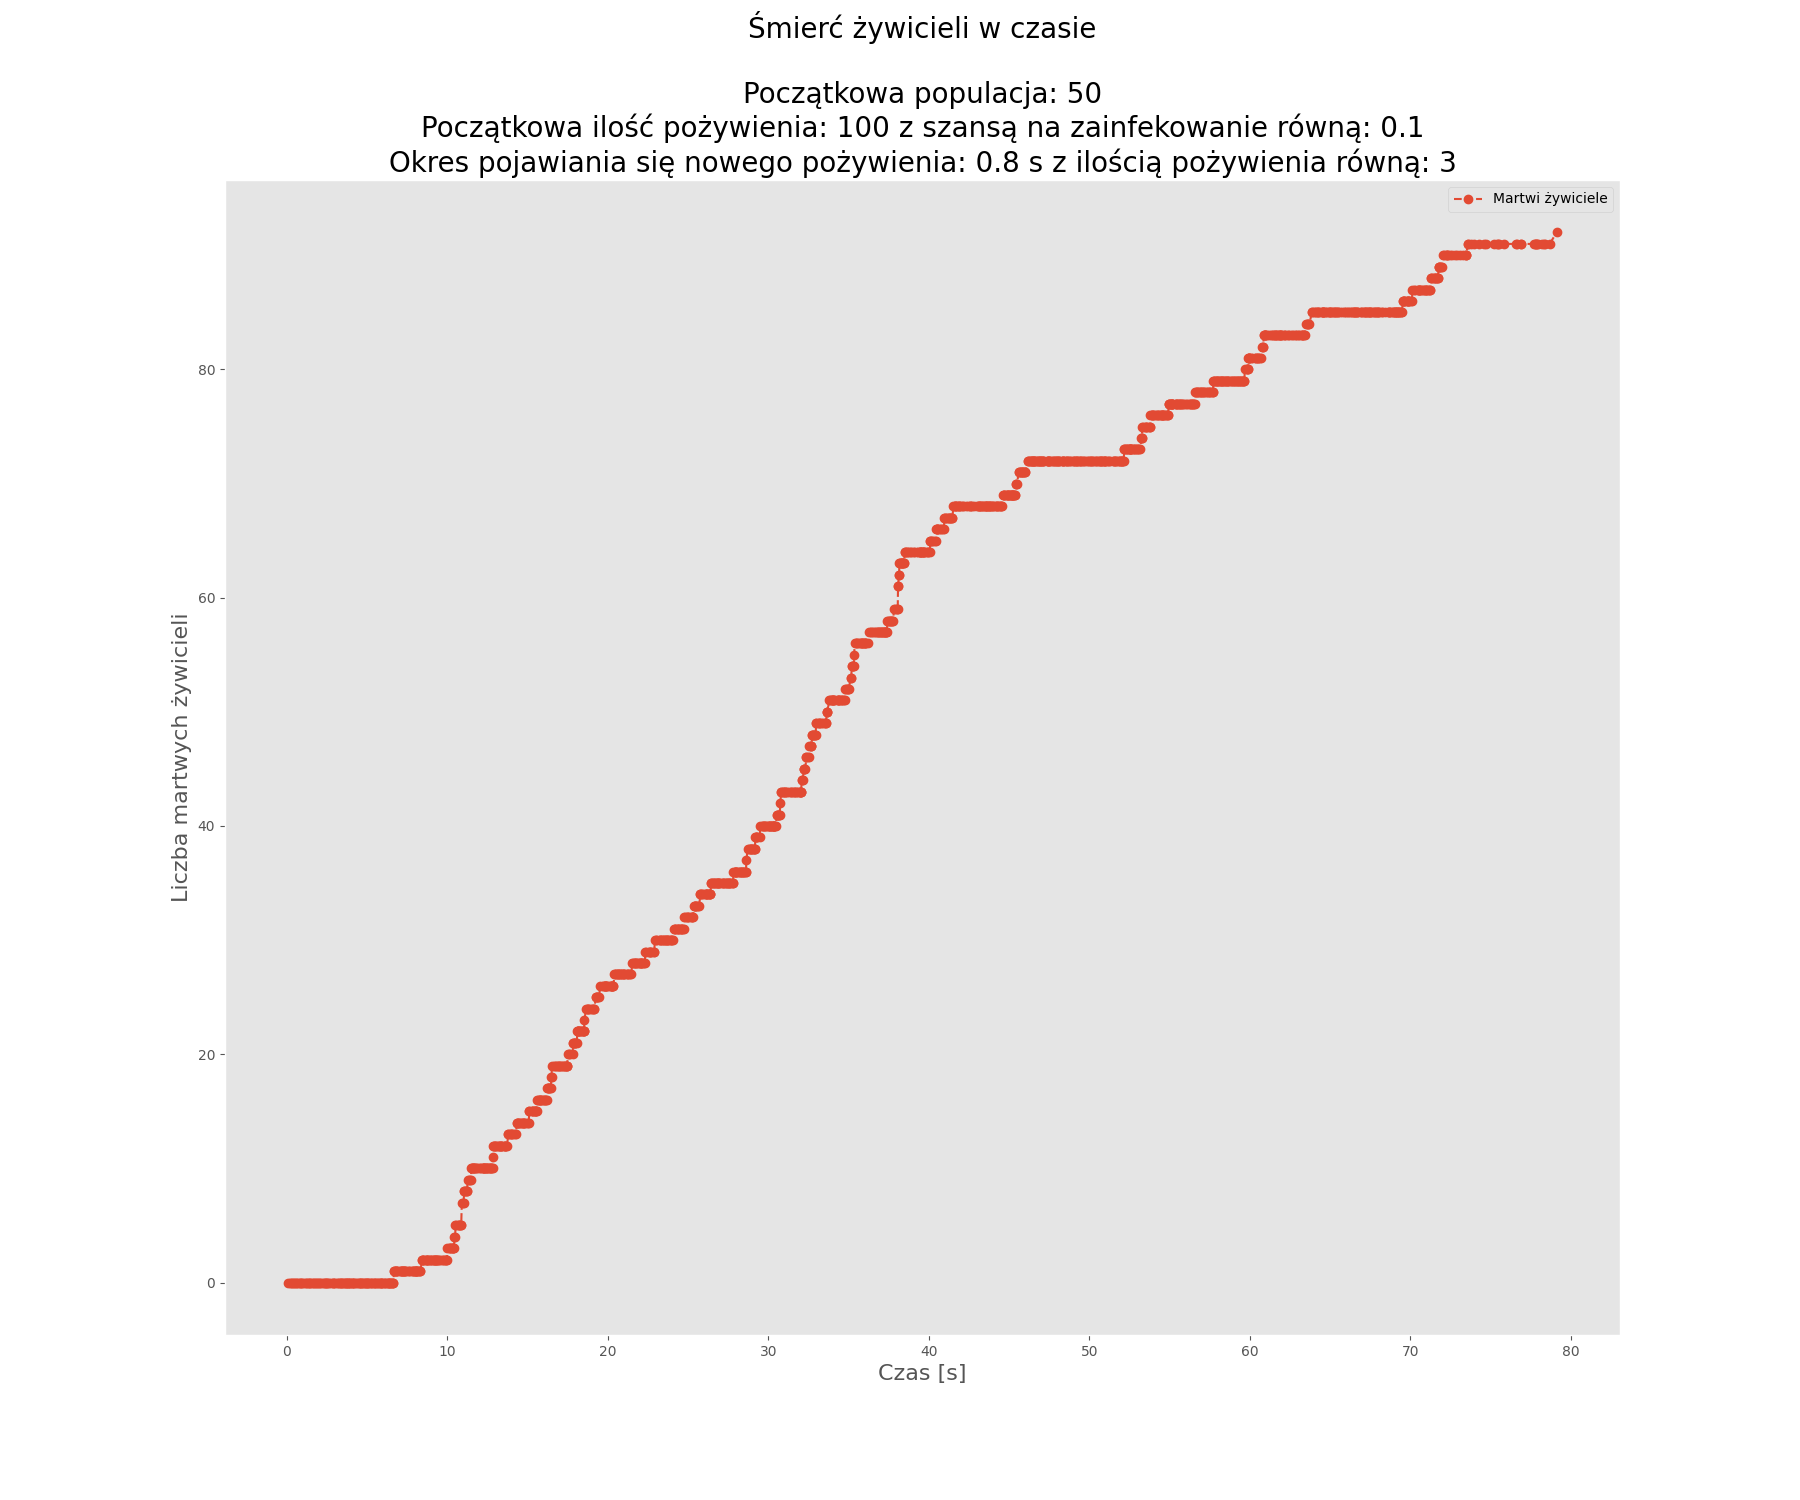 Śmierć żywicieli w czasie
Początkowa populacja: 50
Początkowa ilość pożywienia: 100 z szansą na zainfekowanie równą: 0.1
Okres pojawiania się nowego pożywienia: 0.8 s z ilością pożywienia równą: 3
Martwi żywiciele
Liczba martwych żywicieli
80
60
40
20
0
0 10 20 30 40 50 60 70 80
Czas [s]